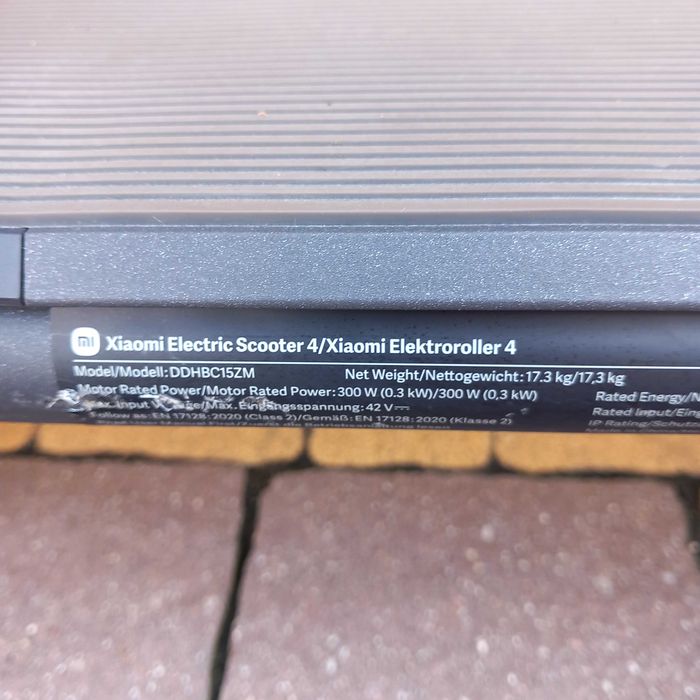 mi Xiaomi Electric Scooter 4/Xiaomi Elektroroller 4
Model/Modell: DDHBC15ZM Net Weight/Nettogewicht: 17.3 kg/17,3 kg
Motor Rated Power/Motor Rated Power: 300 W (0.3 kW)/300 W (0,3 kW) Rated Energy/N
Max. Input Voltage/Max. Eingangsspannung: 42 V⎓ Rated Input/Ein
Follow as: EN 17128: 2020 (Class 2)/Gemäß: EN 17128: 2020 (Klasse 2) IP Rating/Schutz